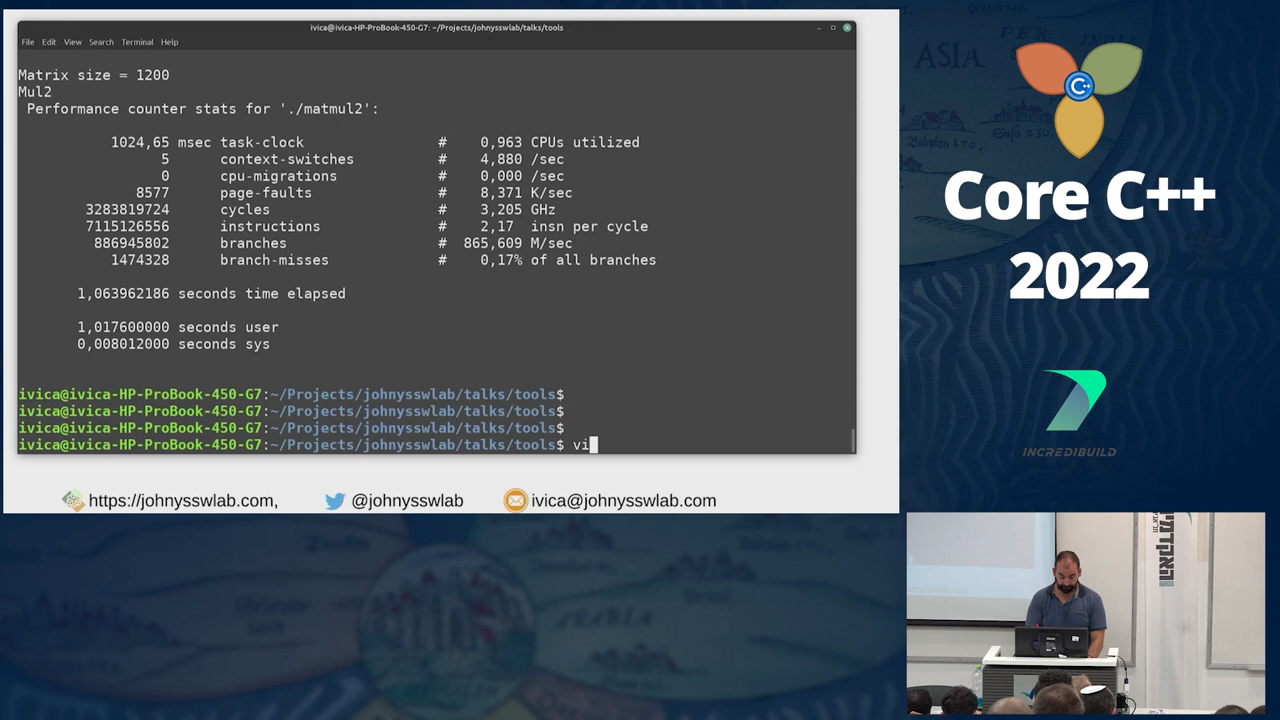 ivica@ivica-HP-ProBook-450-G7: ~/Projects/johnysswlab/talks/tools
File Edit View Search Terminal Help
Matrix size = 1200
Mul2
Performance counter stats for './matmul2':
1024,65 msec task-clock # 0,963 CPUs utilized
5 context-switches # 4,880 /sec
0 cpu-migrations # 0,000 /sec
8577 page-faults # 8,371 K/sec
3283819724 cycles # 3,205 GHz
7115126556 instructions # 2,17 insn per cycle
886945802 branches # 865,609 M/sec
1474328 branch-misses # 0,17% of all branches
1,063962186 seconds time elapsed
1,017600000 seconds user
0,008012000 seconds sys
ivica@ivica-HP-ProBook-450-G7:~/Projects/johnysswlab/talks/tools$
ivica@ivica-HP-ProBook-450-G7:~/Projects/johnysswlab/talks/tools$
ivica@ivica-HP-ProBook-450-G7:~/Projects/johnysswlab/talks/tools$
ivica@ivica-HP-ProBook-450-G7:~/Projects/johnysswlab/talks/tools$ vi
https://johnysswlab.com, @johnysswlab ivica@johnysswlab.com
ASIA
PER
INDIA
C++
Core C++
2022
INCREDIBUILD
ARABIA